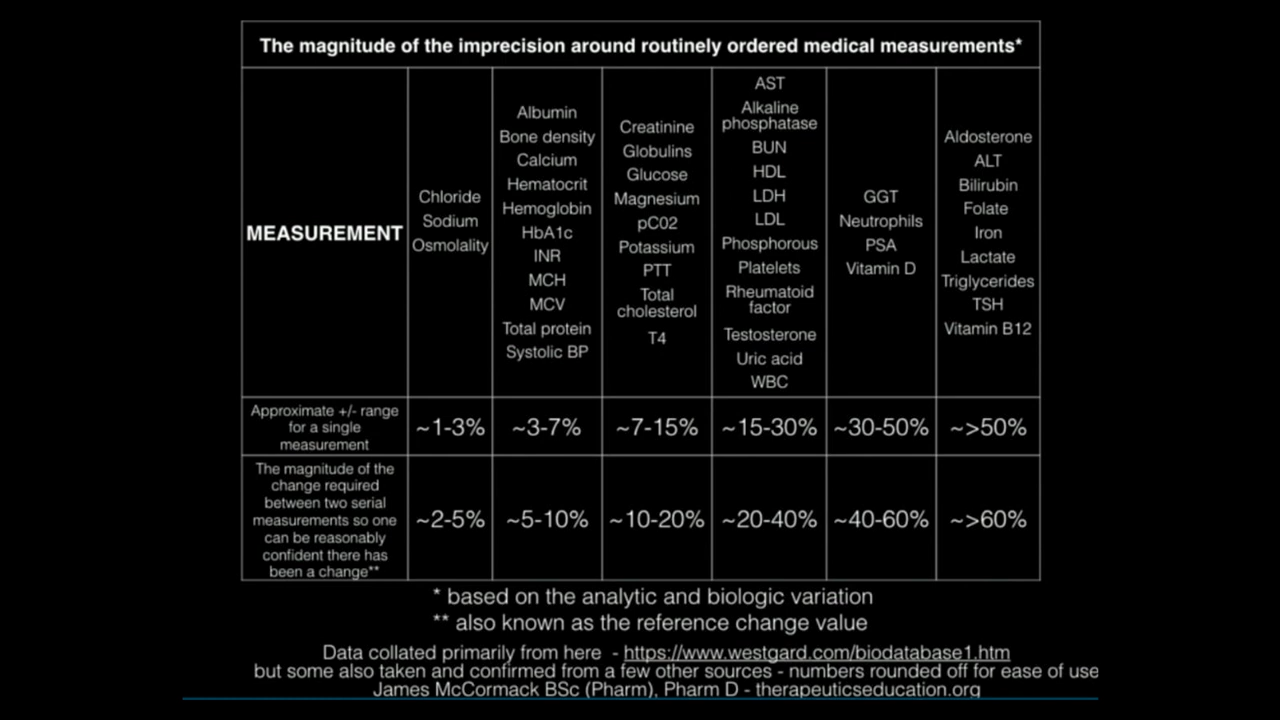 The magnitude of the imprecision around routinely ordered medical measurements*
MEASUREMENT
Chloride
Sodium
Osmolality
Albumin
Bone density
Calcium
Hematocrit
Hemoglobin
HbA1c
INR
MCH
MCV
Total protein
Systolic BP
Creatinine
Globulins
Glucose
Magnesium
pC02
Potassium
PTT
Total
cholesterol
T4
AST
Alkaline
phosphatase
BUN
HDL
LDH
LDL
Phosphorous
Platelets
Rheumatoid
factor
Testosterone
Uric acid
WBC
GGT
Neutrophils
PSA
Vitamin D
Aldosterone
ALT
Bilirubin
Folate
Iron
Lactate
Triglycerides
TSH
Vitamin B12
Approximate +/- range
for a single
measurement
~1-3%
~3-7%
~7-15%
~15-30%
~30-50%
~>50%
The magnitude of the
change required
between two serial
measurements so one
can be reasonably
confident there has
been a change**
~2-5%
~5-10%
~10-20%
~20-40%
~40-60%
~>60%
* based on the analytic and biologic variation
** also known as the reference change value
Data collated primarily from here - https://www.westgard.com/biodatabase1.htm
but some also taken and confirmed from a few other sources - numbers rounded off for ease of use
James McCormack BSc (Pharm), Pharm D - therapeuticseducation.org